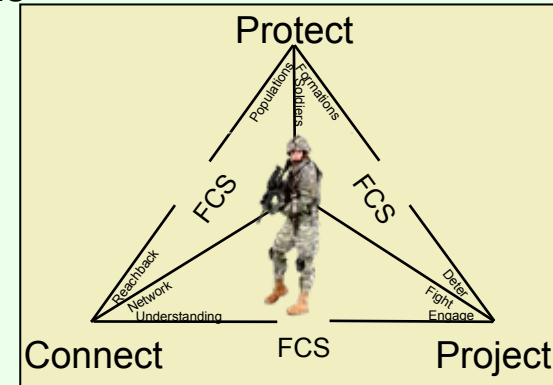 Protect
Populations
Soldiers
Formations
FCS
FCS
Reachback
Network
Understanding
Deter
Fight
Engage
Connect
FCS
Project